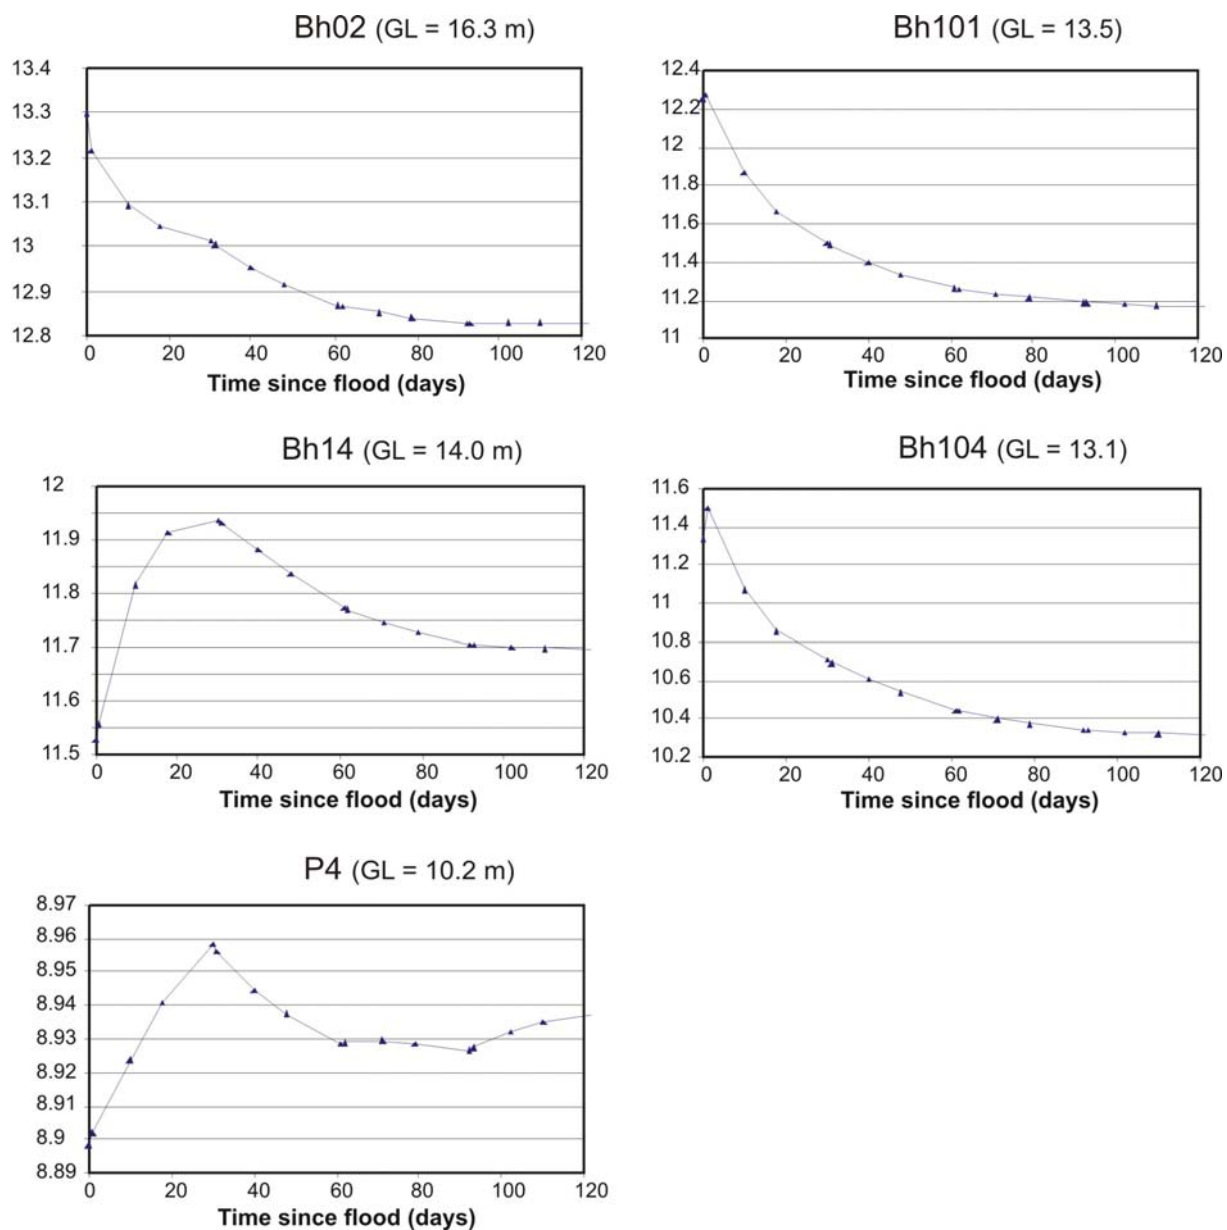 Bh02 (GL = 16.3 m)
13.4
13.3
13.2
13.1
13
12.9
12.8
0 20 40 60 80 100 120
Time since flood (days)
Bh101 (GL = 13.5)
12.4
12.2
12
11.8
11.6
11.4
11.2
11
0 20 40 60 80 100 120
Time since flood (days)
Bh14 (GL = 14.0 m)
12
11.9
11.8
11.7
11.6
11.5
0 20 40 60 80 100 120
Time since flood (days)
Bh104 (GL = 13.1)
11.6
11.4
11.2
11
10.8
10.6
10.4
10.2
0 20 40 60 80 100 120
Time since flood (days)
P4 (GL = 10.2 m)
8.97
8.96
8.95
8.94
8.93
8.92
8.91
8.9
8.89
0 20 40 60 80 100 120
Time since flood (days)